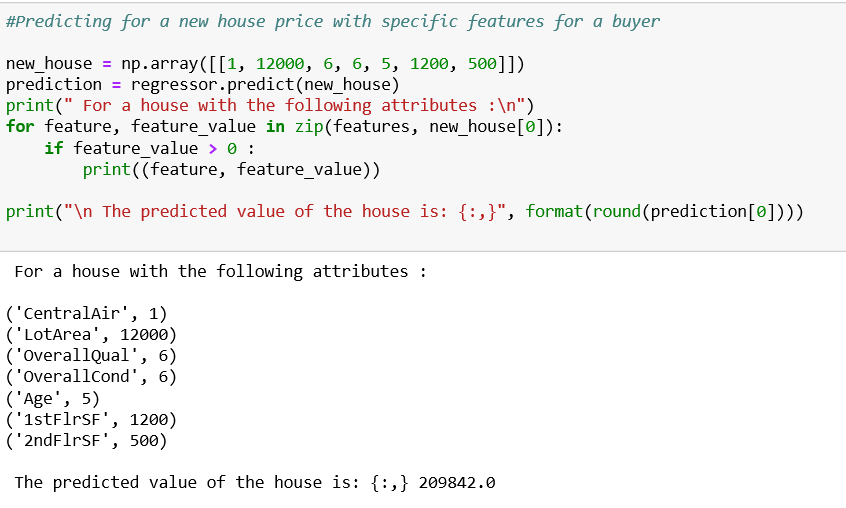 #Predicting for a new house price with specific features for a buyer
new_house = np.array([[1, 12000, 6, 6, 5, 1200, 500]])
prediction = regressor.predict(new_house)
print(" For a house with the following attributes :\n")
for feature, feature_value in zip(features, new_house[0]):
    if feature_value > 0 :
        print((feature, feature_value))
print("\n The predicted value of the house is: {:,}", format(round(prediction[0])))
 For a house with the following attributes :
('CentralAir', 1)
('LotArea', 12000)
('OverallQual', 6)
('OverallCond', 6)
('Age', 5)
('1stFlrSF', 1200)
('2ndFlrSF', 500)
 The predicted value of the house is: {:,} 209842.0